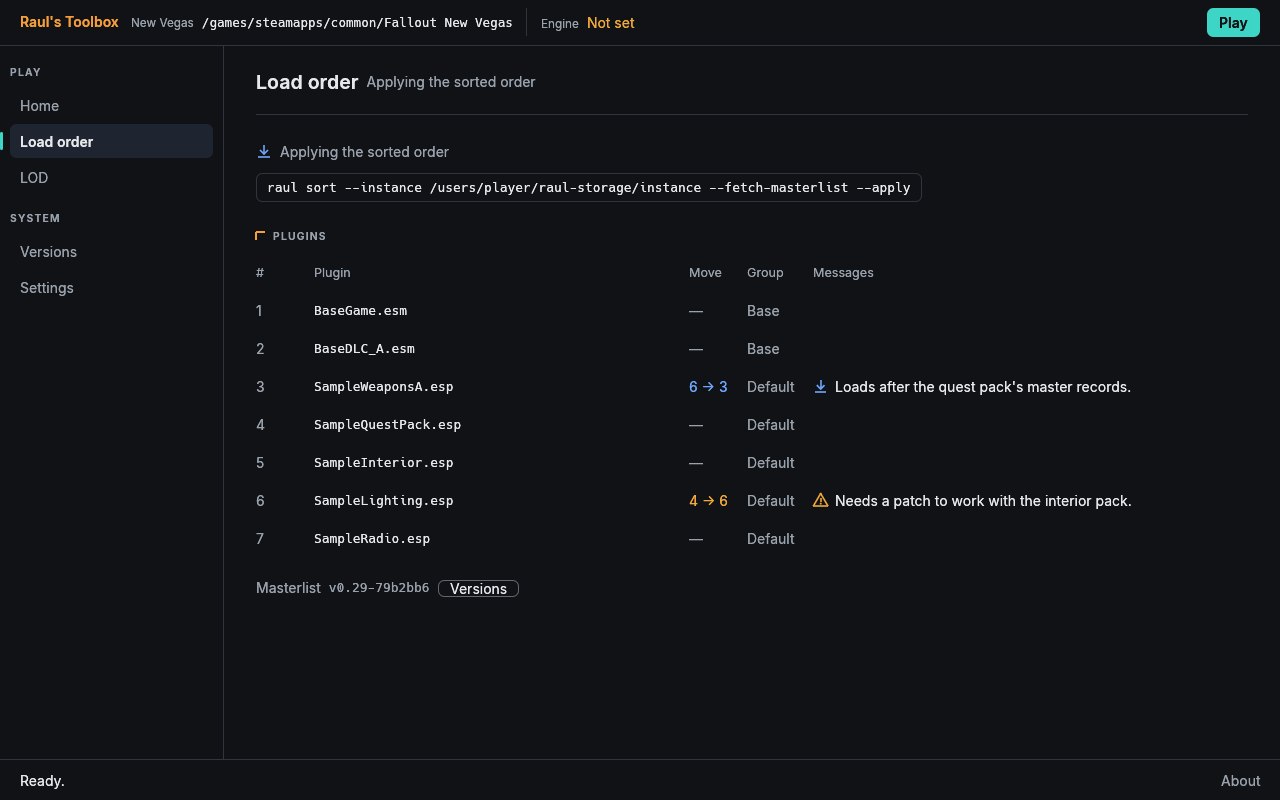 Raul's Toolbox New Vegas /games/steamapps/common/Fallout New Vegas Engine Not set Play
PLAY
Home
Load order
LOD
SYSTEM
Versions
Settings
Load order Applying the sorted order
Applying the sorted order
raul sort --instance /users/player/raul-storage/instance --fetch-masterlist --apply
PLUGINS
# Plugin Move Group Messages
1 BaseGame.esm — Base
2 BaseDLC_A.esm — Base
3 SampleWeaponsA.esp 6 → 3 Default Loads after the quest pack's master records.
4 SampleQuestPack.esp — Default
5 SampleInterior.esp — Default
6 SampleLighting.esp 4 → 6 Default Needs a patch to work with the interior pack.
7 SampleRadio.esp — Default
Masterlist v0.29-79b2bb6 Versions
Ready. About